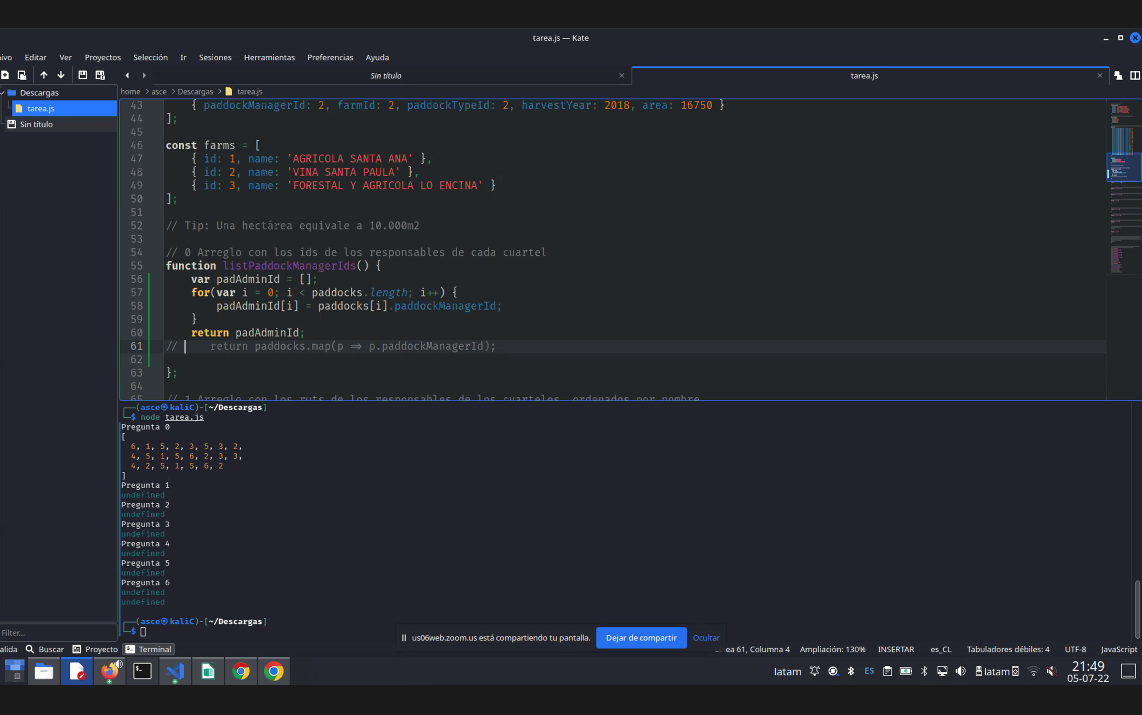 tarea.js — Kate
ivo Editar Ver Proyectos Selección Ir Sesiones Herramientas Preferencias Ayuda
Sin título
tarea.js
Descargas
tarea.js
Sin título
home > asce > Descargas > tarea.js
43 { paddockManagerId: 2, farmId: 2, paddockTypeId: 2, harvestYear: 2018, area: 16750 }
44 ];
45
46 const farms = [
47 { id: 1, name: 'AGRICOLA SANTA ANA' },
48 { id: 2, name: 'VINA SANTA PAULA' },
49 { id: 3, name: 'FORESTAL Y AGRICOLA LO ENCINA' }
50 ];
51
52 // Tip: Una hectárea equivale a 10.000m2
53
54 // 0 Arreglo con los ids de los responsables de cada cuartel
55 function listPaddockManagerIds() {
56 var padAdminId = [];
57 for(var i = 0; i < paddocks.length; i++) {
58 padAdminId[i] = paddocks[i].paddockManagerId;
59 }
60 return padAdminId;
61 // return paddocks.map(p => p.paddockManagerId);
62
63 };
64
// 1 Arreglo con los ruts de los responsables de los cuarteles, ordenados por nombre
(asce㉿kaliC)-[~/Descargas]
$ node tarea.js
Pregunta 0
[
6, 1, 5, 2, 3, 5, 3, 2,
4, 5, 1, 5, 6, 2, 3, 3,
4, 2, 5, 1, 5, 6, 2
]
Pregunta 1
undefined
Pregunta 2
undefined
Pregunta 3
undefined
Pregunta 4
undefined
Pregunta 5
undefined
Pregunta 6
undefined
undefined
(asce㉿kaliC)-[~/Descargas]
$
Filter...
us06web.zoom.us está compartiendo tu pantalla. Dejar de compartir Ocultar
alida Buscar Proyecto Terminal
ea 61, Columna 4 Ampliación: 130% INSERTAR es_CL Tabuladores débiles: 4 UTF-8 JavaScript
latam ES latam 21:49
05-07-22